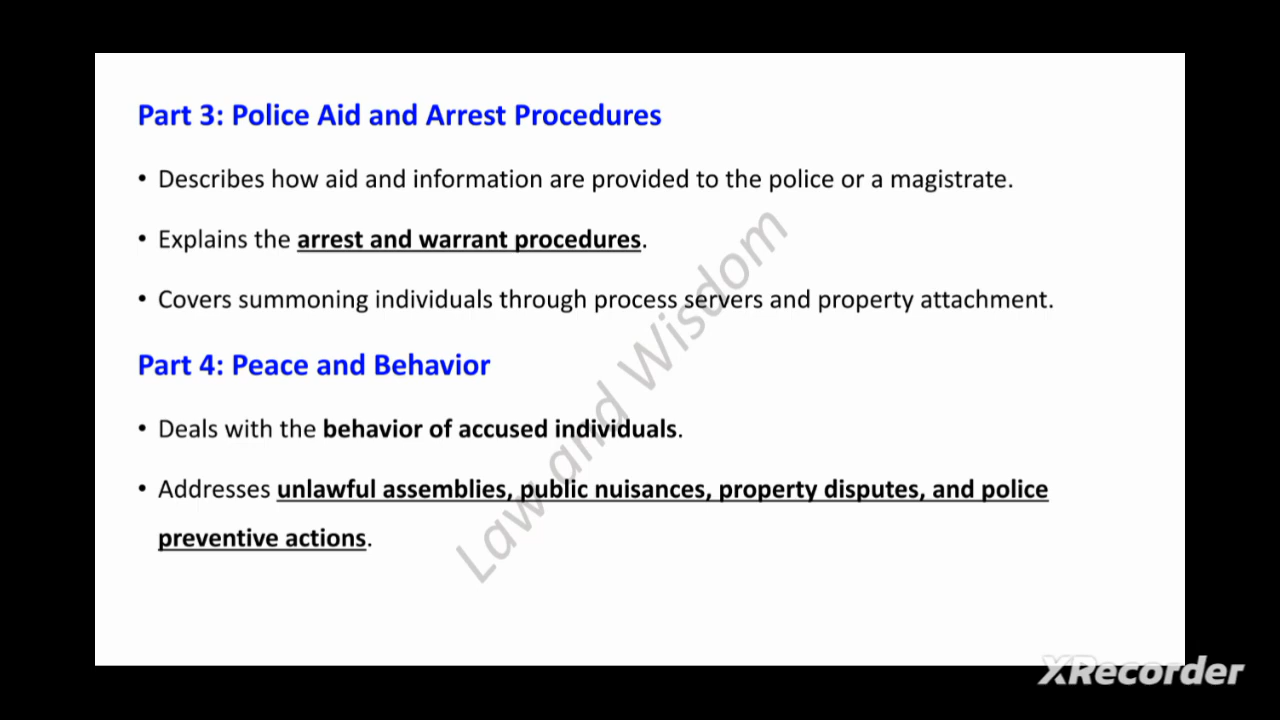 Part 3: Police Aid and Arrest Procedures
• Describes how aid and information are provided to the police or a magistrate.
• Explains the arrest and warrant procedures.
• Covers summoning individuals through process servers and property attachment.
Part 4: Peace and Behavior
• Deals with the behavior of accused individuals.
• Addresses unlawful assemblies, public nuisances, property disputes, and police
preventive actions.
Law and Wisdom
XRecorder